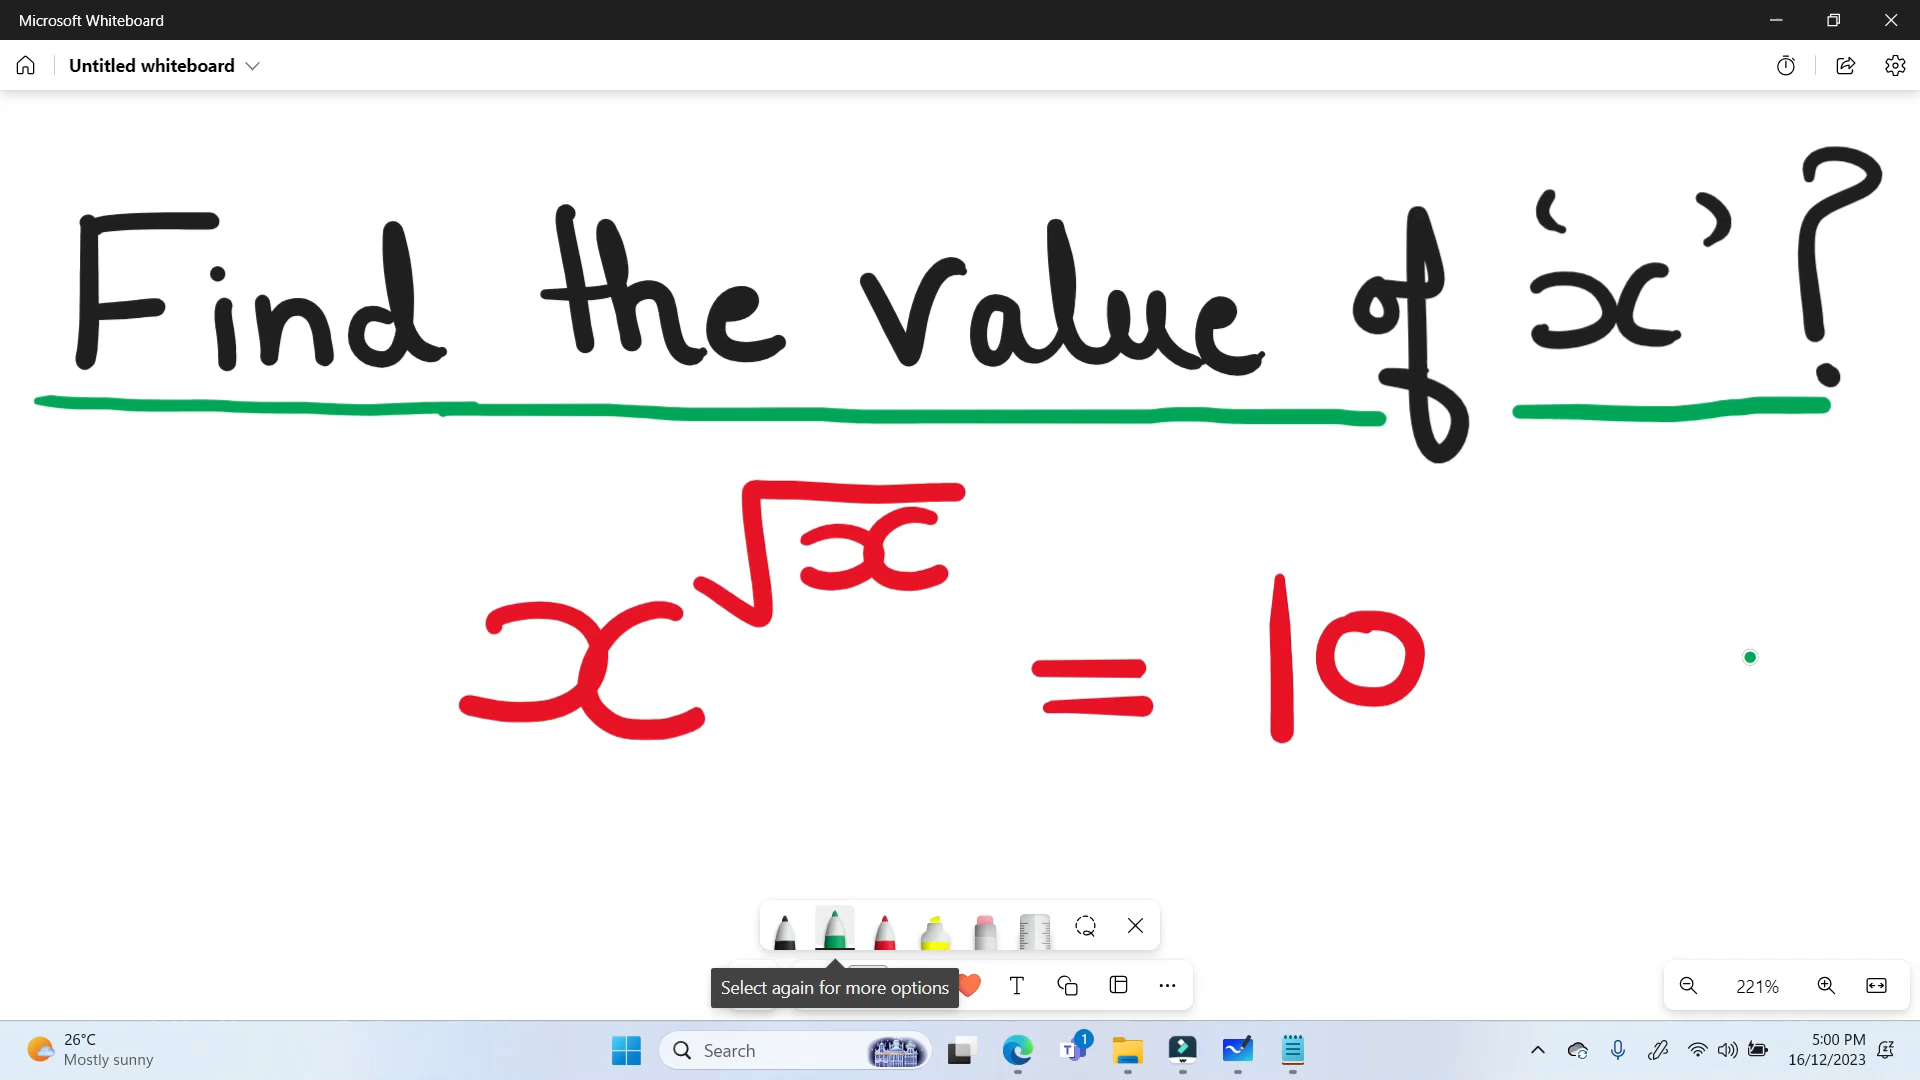 Microsoft Whiteboard
Untitled whiteboard
Find the value of 'x'?
x^√x = 10
Select again for more options
221%
26°C
Mostly sunny
Search
1
5:00 PM
16/12/2023